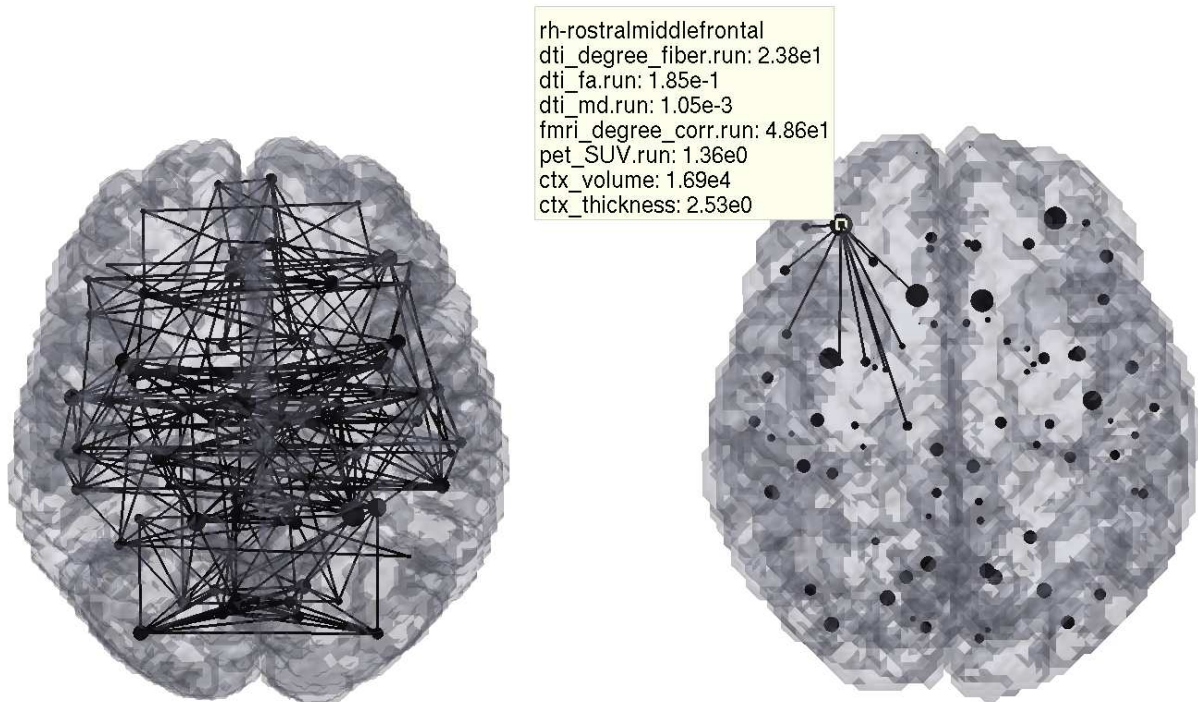 rh-rostralmiddlefrontal
dti_degree_fiber.run: 2.38e1
dti_fa.run: 1.85e-1
dti_md.run: 1.05e-3
fmri_degree_corr.run: 4.86e1
pet_SUV.run: 1.36e0
ctx_volume: 1.69e4
ctx_thickness: 2.53e0